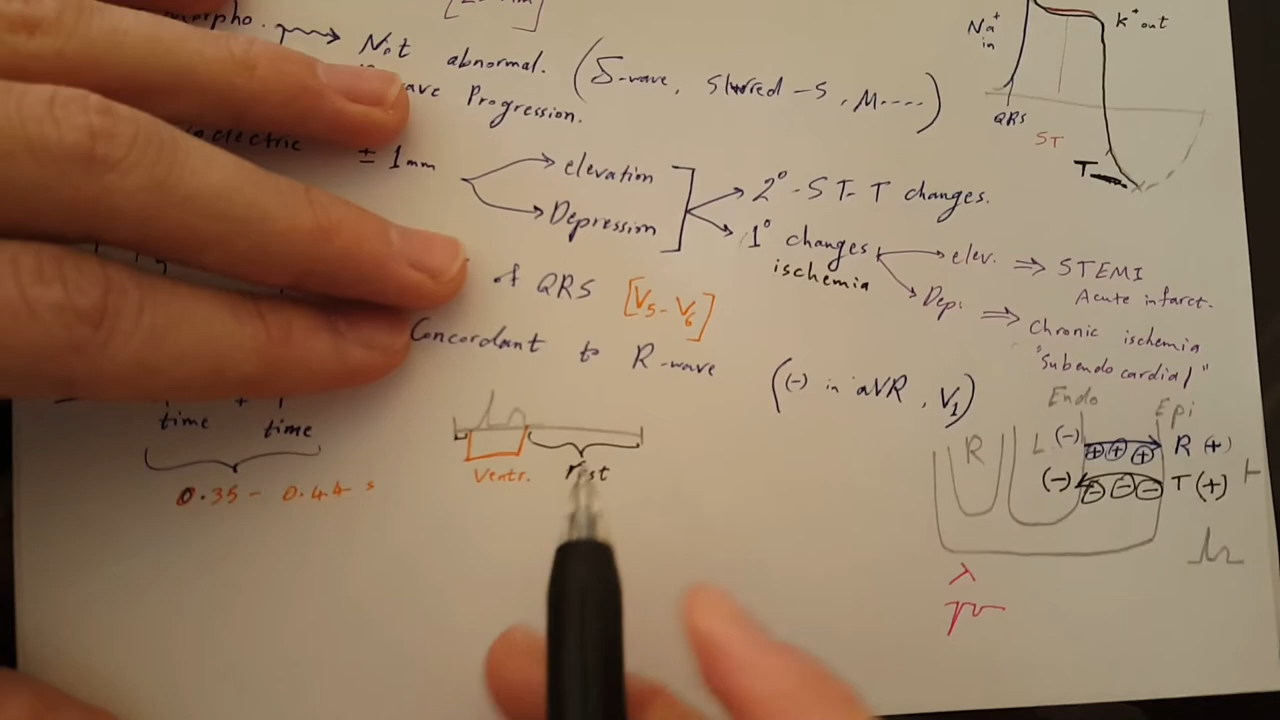 morpho. Not abnormal. (δ-wave, slurred-S, M....)
wave Progression.
isoelectric ± 1mm
elevation
Depression
2° - ST-T changes.
1° changes
ischemia
elev. ⇒ STEMI
Acute infarct.
Dep. ⇒ Chronic ischemia
"Subendocardial"
of QRS [V5 - V6]
Concordant to R-wave ((-) in aVR, V1)
time + time
0.35 - 0.44 s
Ventr. rest
Na+
in
K+ out
QRS
ST
T
Endo Epi
R L (-) + + + R (+)
(-) - - - T (+)